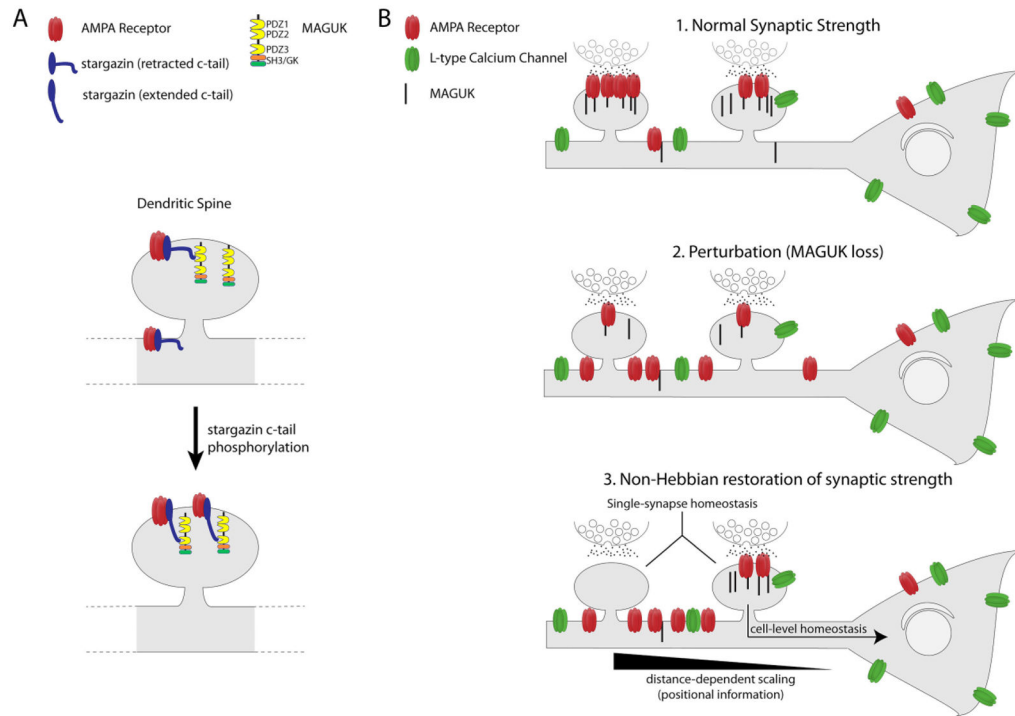 A
AMPA Receptor
stargazin (retracted c-tail)
stargazin (extended c-tail)
PDZ1
PDZ2
PDZ3
SH3/GK
MAGUK
Dendritic Spine
stargazin c-tail
phosphorylation
B
AMPA Receptor
L-type Calcium Channel
MAGUK
1. Normal Synaptic Strength
2. Perturbation (MAGUK loss)
3. Non-Hebbian restoration of synaptic strength
Single-synapse homeostasis
cell-level homeostasis
distance-dependent scaling
(positional information)